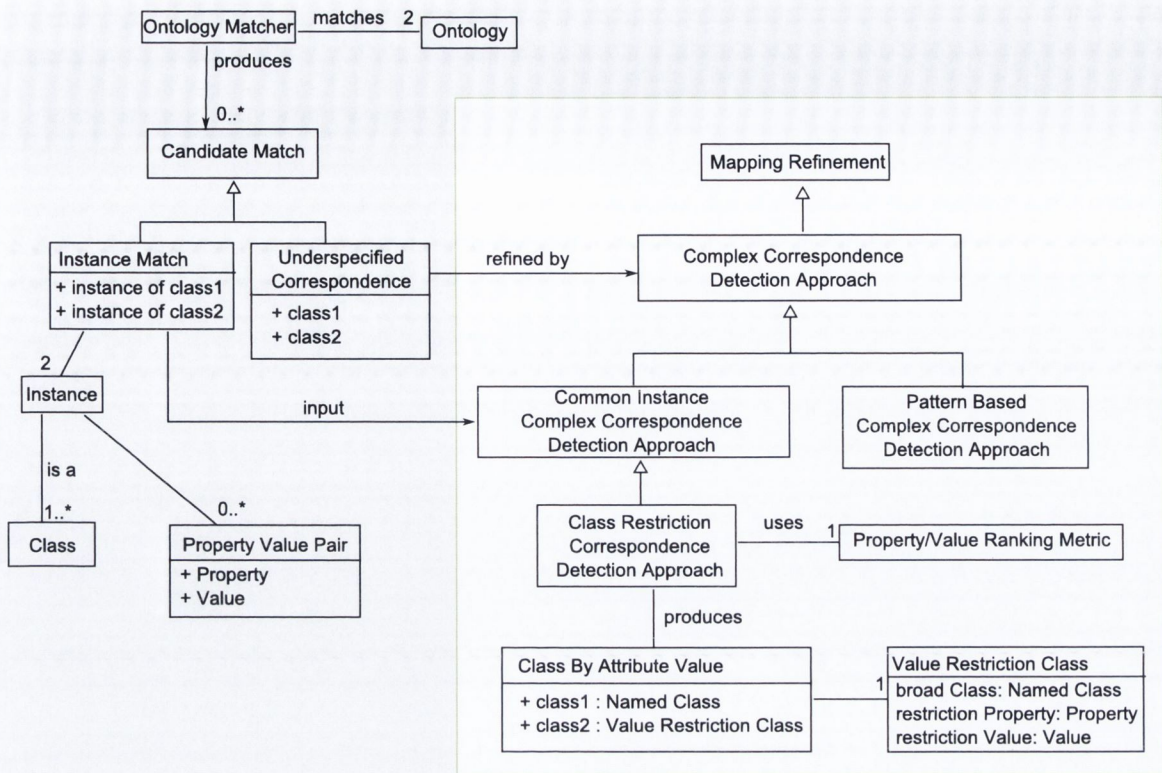 Ontology Matcher
matches
2
Ontology
produces
0..*
Candidate Match
Mapping Refinement
Instance Match
+ instance of class1
+ instance of class2
Underspecified
Correspondence
+ class1
+ class2
refined by
Complex Correspondence
Detection Approach
2
Instance
input
Common Instance
Complex Correspondence
Detection Approach
Pattern Based
Complex Correspondence
Detection Approach
is a
1..*
Class
0..*
Property Value Pair
+ Property
+ Value
Class Restriction
Correspondence
Detection Approach
uses
1
Property/Value Ranking Metric
produces
Class By Attribute Value
+ class1 : Named Class
+ class2 : Value Restriction Class
1
Value Restriction Class
broad Class: Named Class
restriction Property: Property
restriction Value: Value